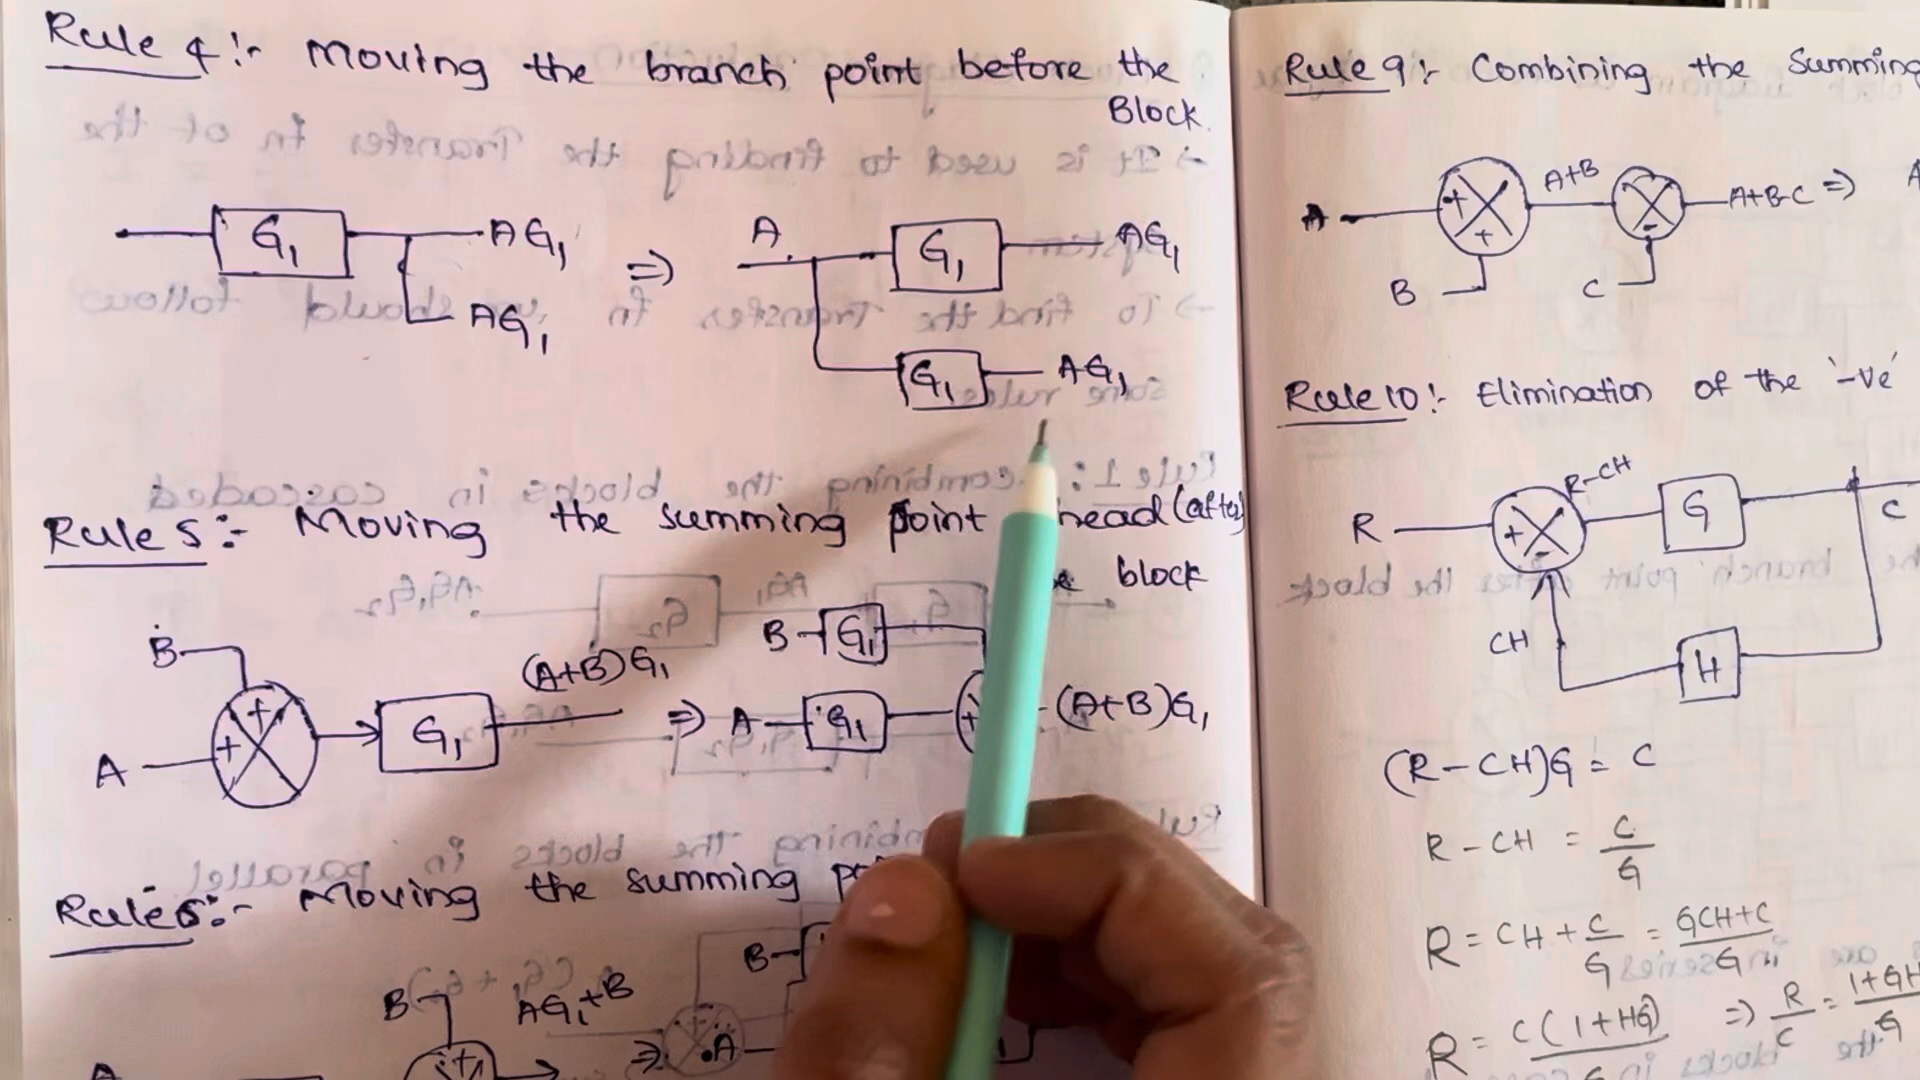 Rule 4:- Moving the branch point before the
Block.
G₁
AG₁
AG₁
⇒
A
G₁
AG₁
G₁
AG₁
Rule 5:- Moving the summing point head (after)
block
B
A
+
+
G₁
(A+B)G₁
⇒
B
G₁
A
G₁
+
(A+B)G₁
Rule 6:- Moving the summing
B
AG₁+B
+
⇒
B
A
A
Rule 9:- Combining the Summing
A
+
+
B
A+B
-
C
A+B-C ⇒
A
Rule 10:- Elimination of the '-ve'
R
+
-
R-CH
G
C
CH
H
(R-CH)G = C
R-CH = C/G
R = CH + C/G = GCH+C/G
R = C(1+HG) ⇒ R/C = 1+GH/G